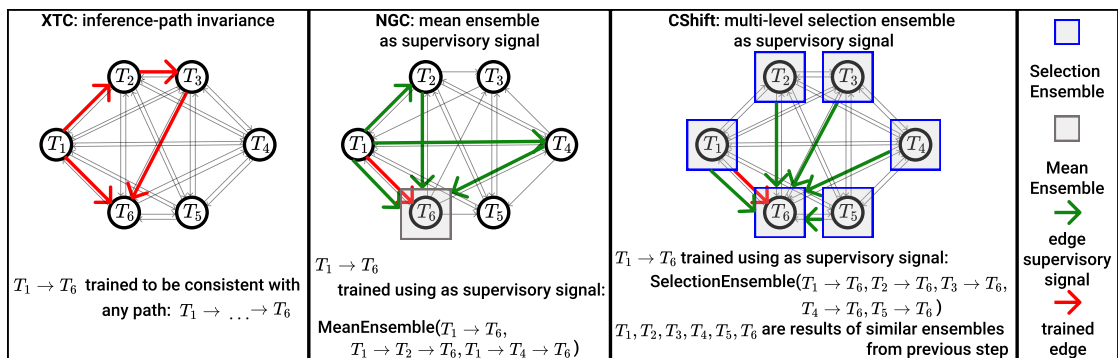 XTC: inference-path invariance
T₂
T₃
T₁
T₄
T₆
T₅
T₁ → T₆ trained to be consistent with
any path: T₁ → ... → T₆
NGC: mean ensemble
as supervisory signal
T₂
T₃
T₁
T₄
T₆
T₅
T₁ → T₆
trained using as supervisory signal:
MeanEnsemble(T₁ → T₆,
T₁ → T₂ → T₆, T₁ → T₄ → T₆)
CShift: multi-level selection ensemble
as supervisory signal
T₂
T₃
T₁
T₄
T₆
T₅
T₁ → T₆ trained using as supervisory signal:
SelectionEnsemble(T₁ → T₆, T₂ → T₆, T₃ → T₆,
T₄ → T₆, T₅ → T₆)
T₁, T₂, T₃, T₄, T₅, T₆ are results of similar ensembles
from previous step
Selection
Ensemble
Mean
Ensemble
edge
supervisory
signal
trained
edge